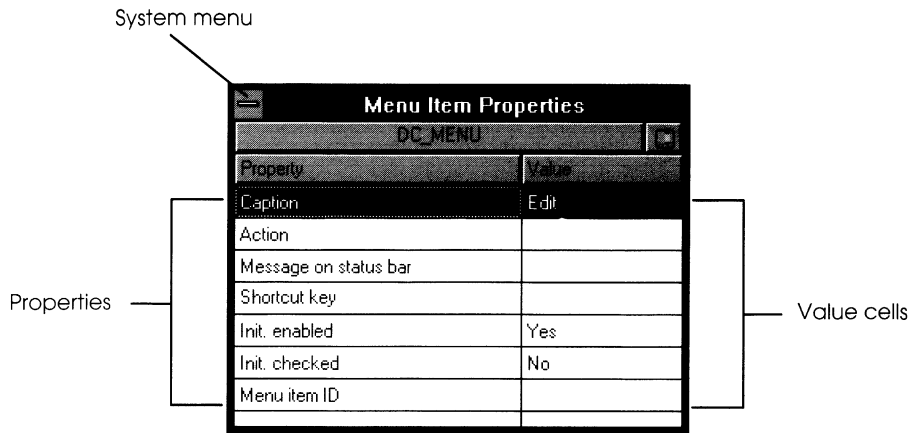 System menu
Menu Item Properties
DC_MENU
Property Value
Caption Edit
Action
Message on status bar
Shortcut key
Init. enabled Yes
Init. checked No
Menu item ID
Properties
Value cells